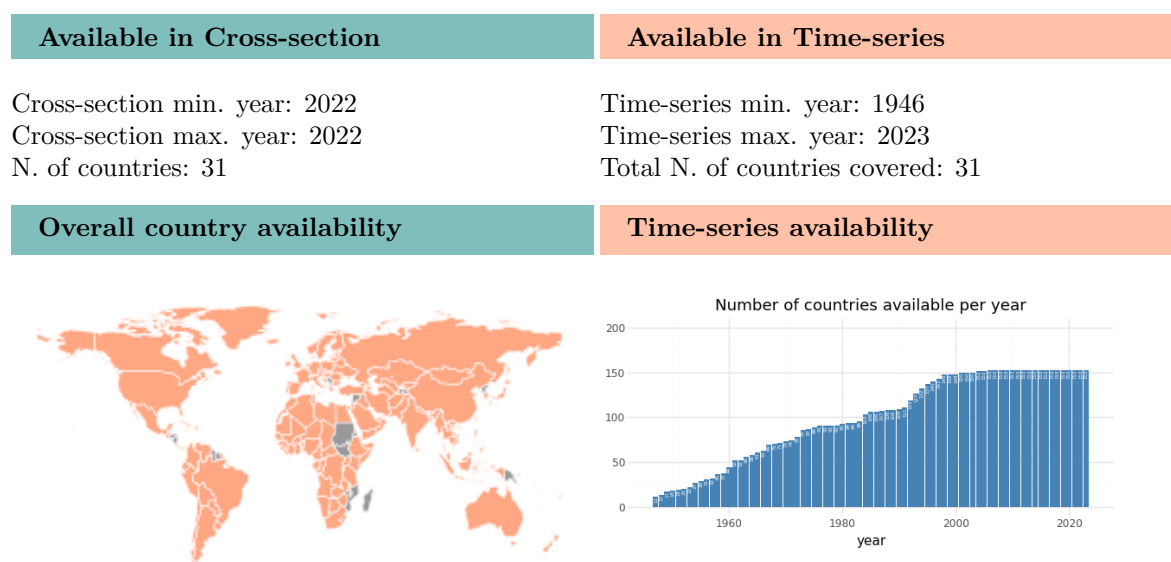 Available in Cross-section
Available in Time-series
Cross-section min. year: 2022
Cross-section max. year: 2022
N. of countries: 31
Time-series min. year: 1946
Time-series max. year: 2023
Total N. of countries covered: 31
Overall country availability
Time-series availability
Number of countries available per year
200
150
100
50
0
1960
1980
2000
2020
year